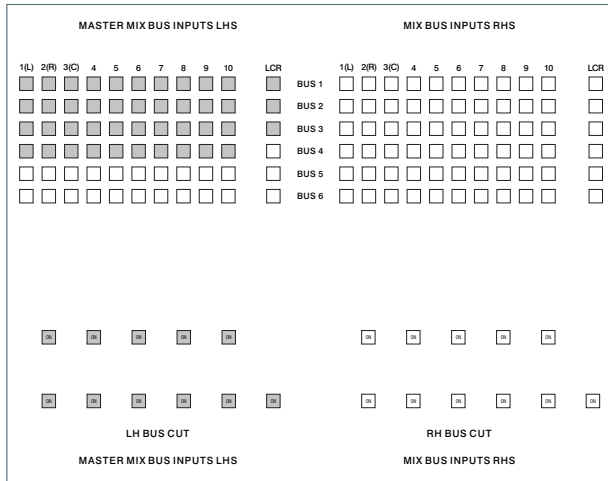 MASTER MIX BUS INPUTS LHS MIX BUS INPUTS RHS
1(L) 2(R) 3(C) 4 5 6 7 8 9 10 LCR 1(L) 2(R) 3(C) 4 5 6 7 8 9 10 LCR
BUS 1
BUS 2
BUS 3
BUS 4
BUS 5
BUS 6
ON ON ON ON ON ON ON ON ON ON
ON ON ON ON ON ON ON ON ON ON ON ON
LH BUS CUT RH BUS CUT
MASTER MIX BUS INPUTS LHS MIX BUS INPUTS RHS